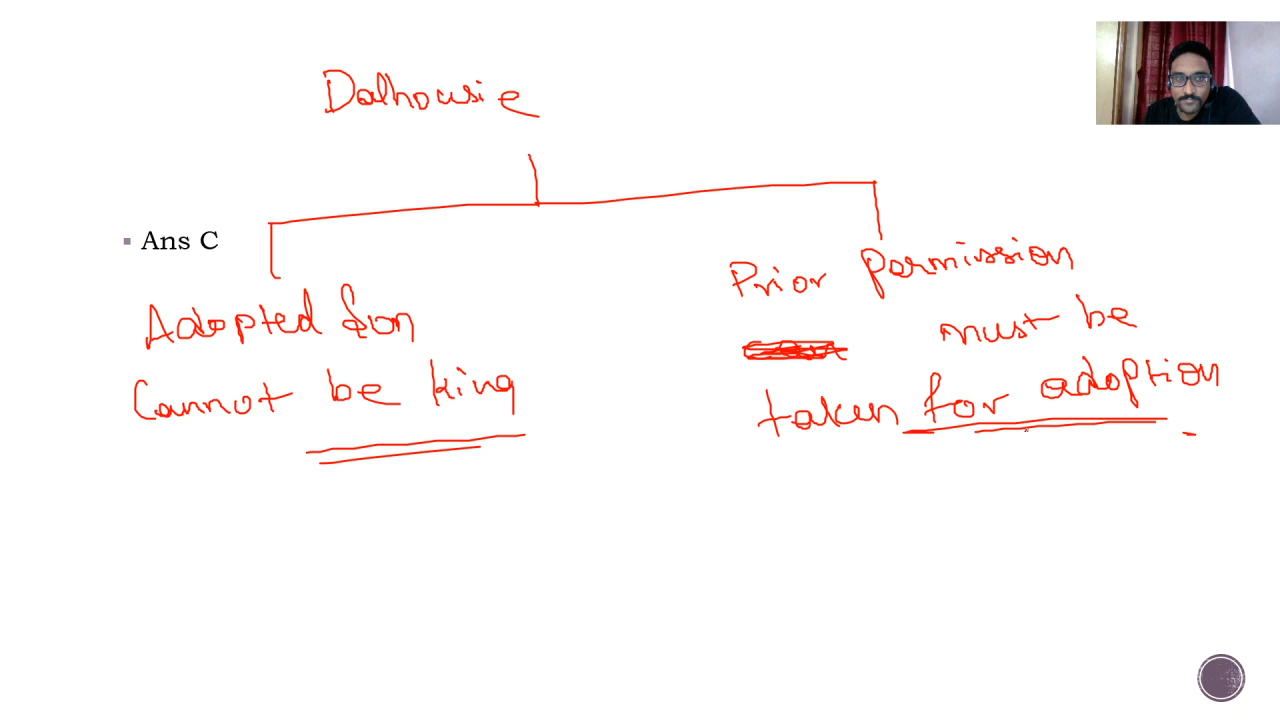 Dalhousie
Ans C
Adopted Son
Cannot be king
Prior permission
must be
taken for adoption